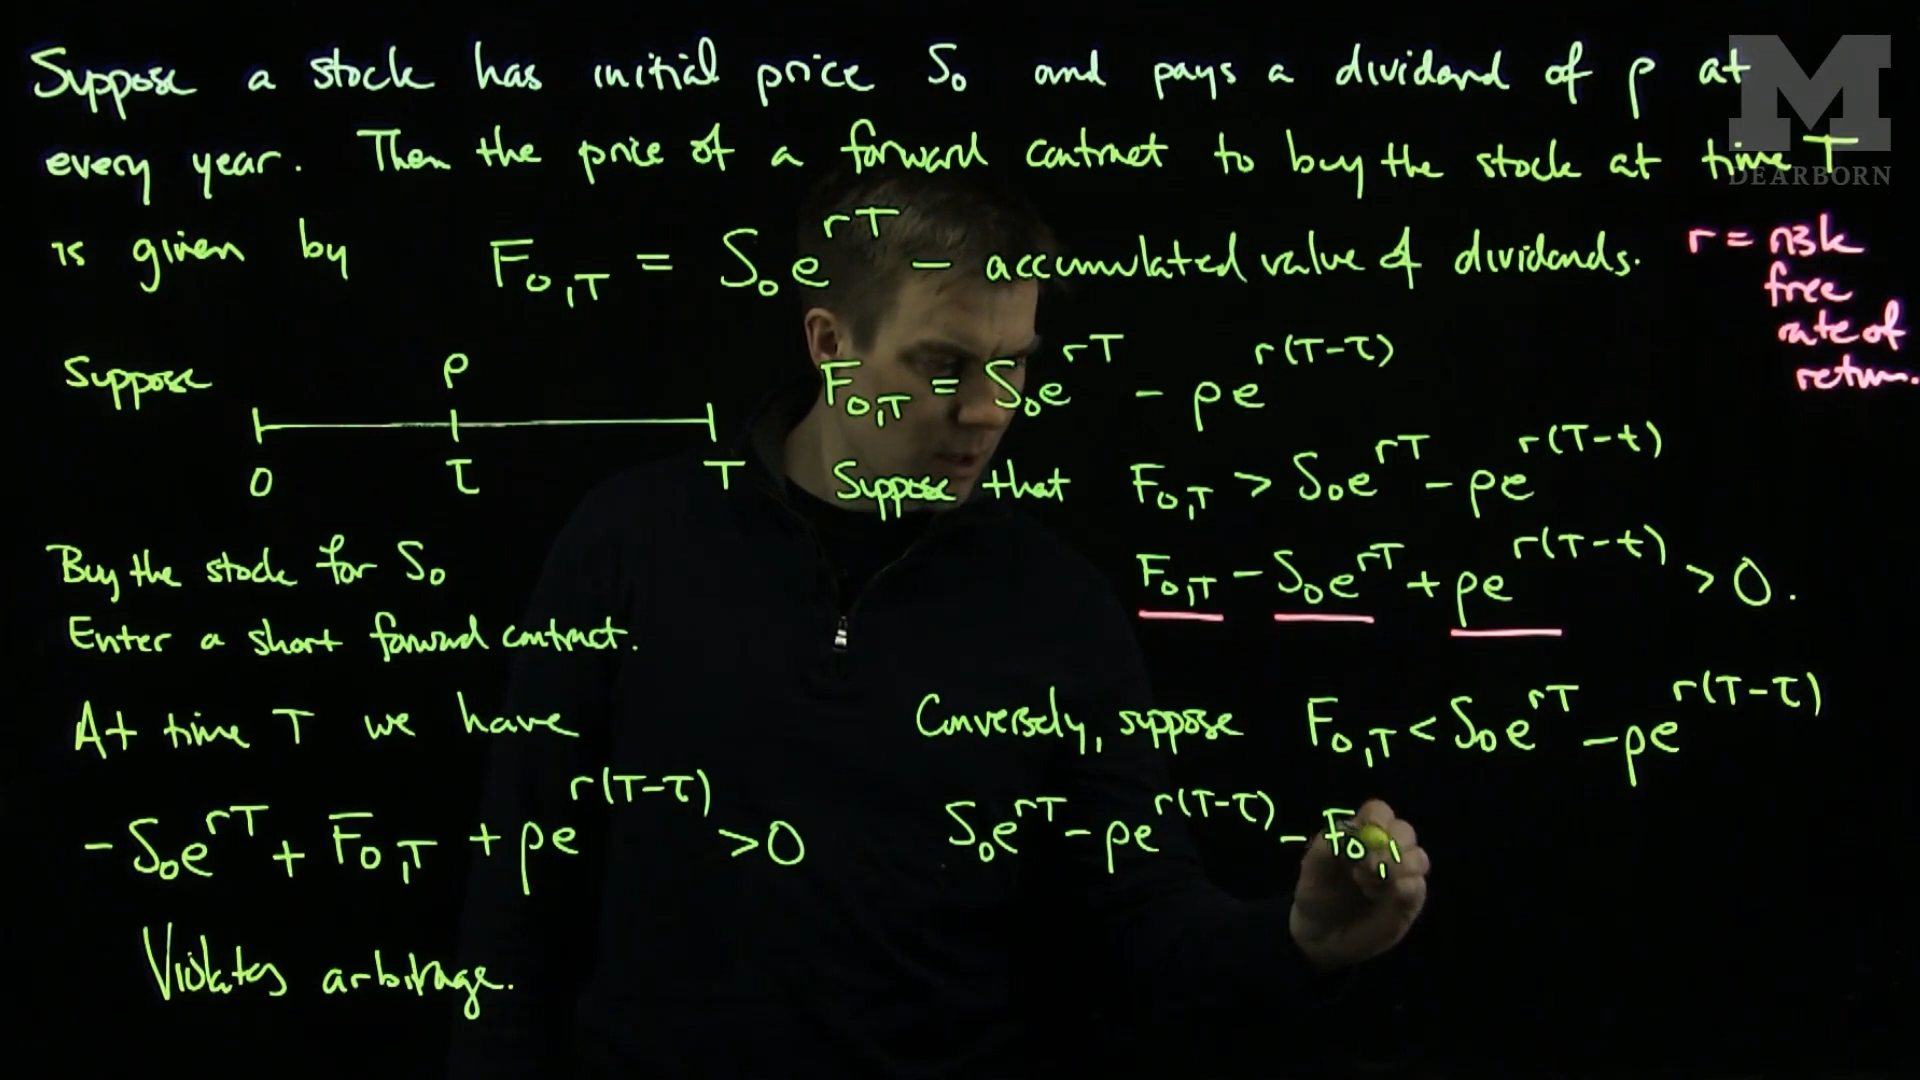 Suppose a stock has initial price S₀ and pays a dividend of ρ at
every year. Then the price of a forward contract to buy the stock at time T
is given by F₀,T = S₀e^{rT} − accumulated value of dividends.
r = risk
free
rate of
return.
Suppose
ρ
0 τ T
F₀,T = S₀e^{rT} − ρe^{r(T−τ)}
Suppose that F₀,T > S₀e^{rT} − ρe^{r(T−t)}
F₀,T − S₀e^{rT} + ρe^{r(T−t)} > 0.
Buy the stock for S₀
Enter a short forward contract.
At time T we have
−S₀e^{rT} + F₀,T + ρe^{r(T−τ)} > 0
Violates arbitrage.
Conversely, suppose F₀,T < S₀e^{rT} − ρe^{r(T−τ)}
S₀e^{rT} − ρe^{r(T−τ)} − F₀,
M
DEARBORN